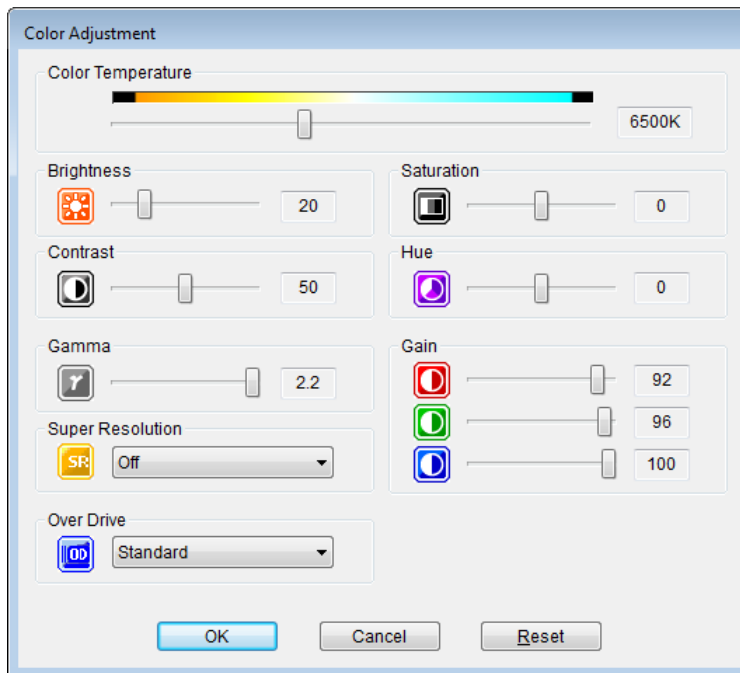 Color Adjustment
Color Temperature
6500K
Brightness
20
Saturation
0
Contrast
50
Hue
0
Gamma
γ
2.2
Gain
92
96
100
Super Resolution
SR
Off
Over Drive
OD
Standard
OK
Cancel
Reset